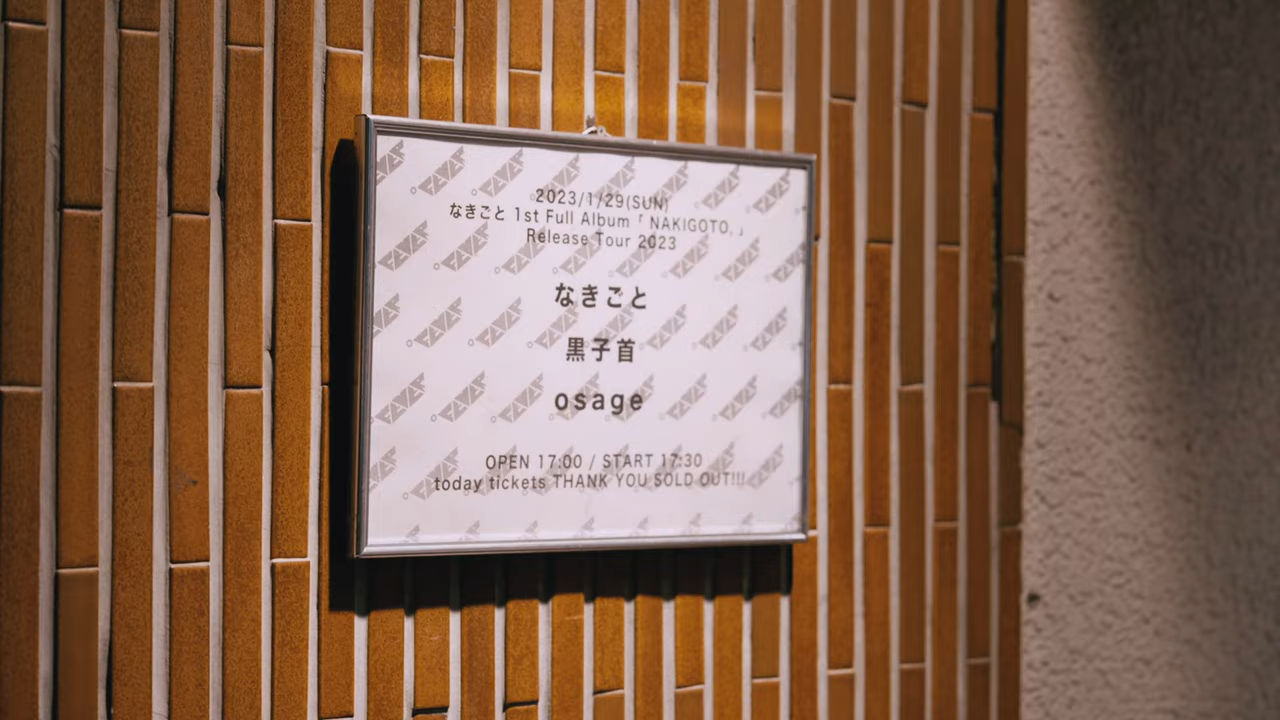 2023/1/29(SUN)
なきごと 1st Full Album「 NAKIGOTO, 」
Release Tour 2023
なきごと
黒子首
osage
OPEN 17:00 / START 17:30
today tickets THANK YOU SOLD OUT!!!